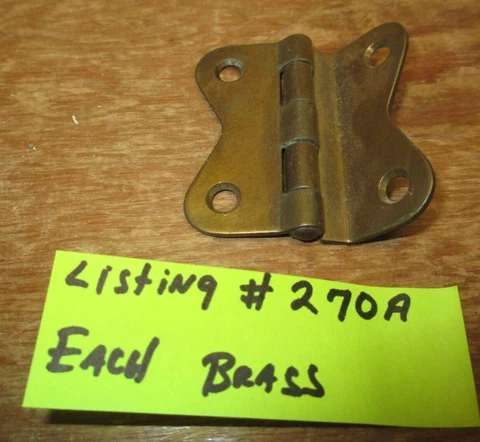 Listing # 270A
Each Brass